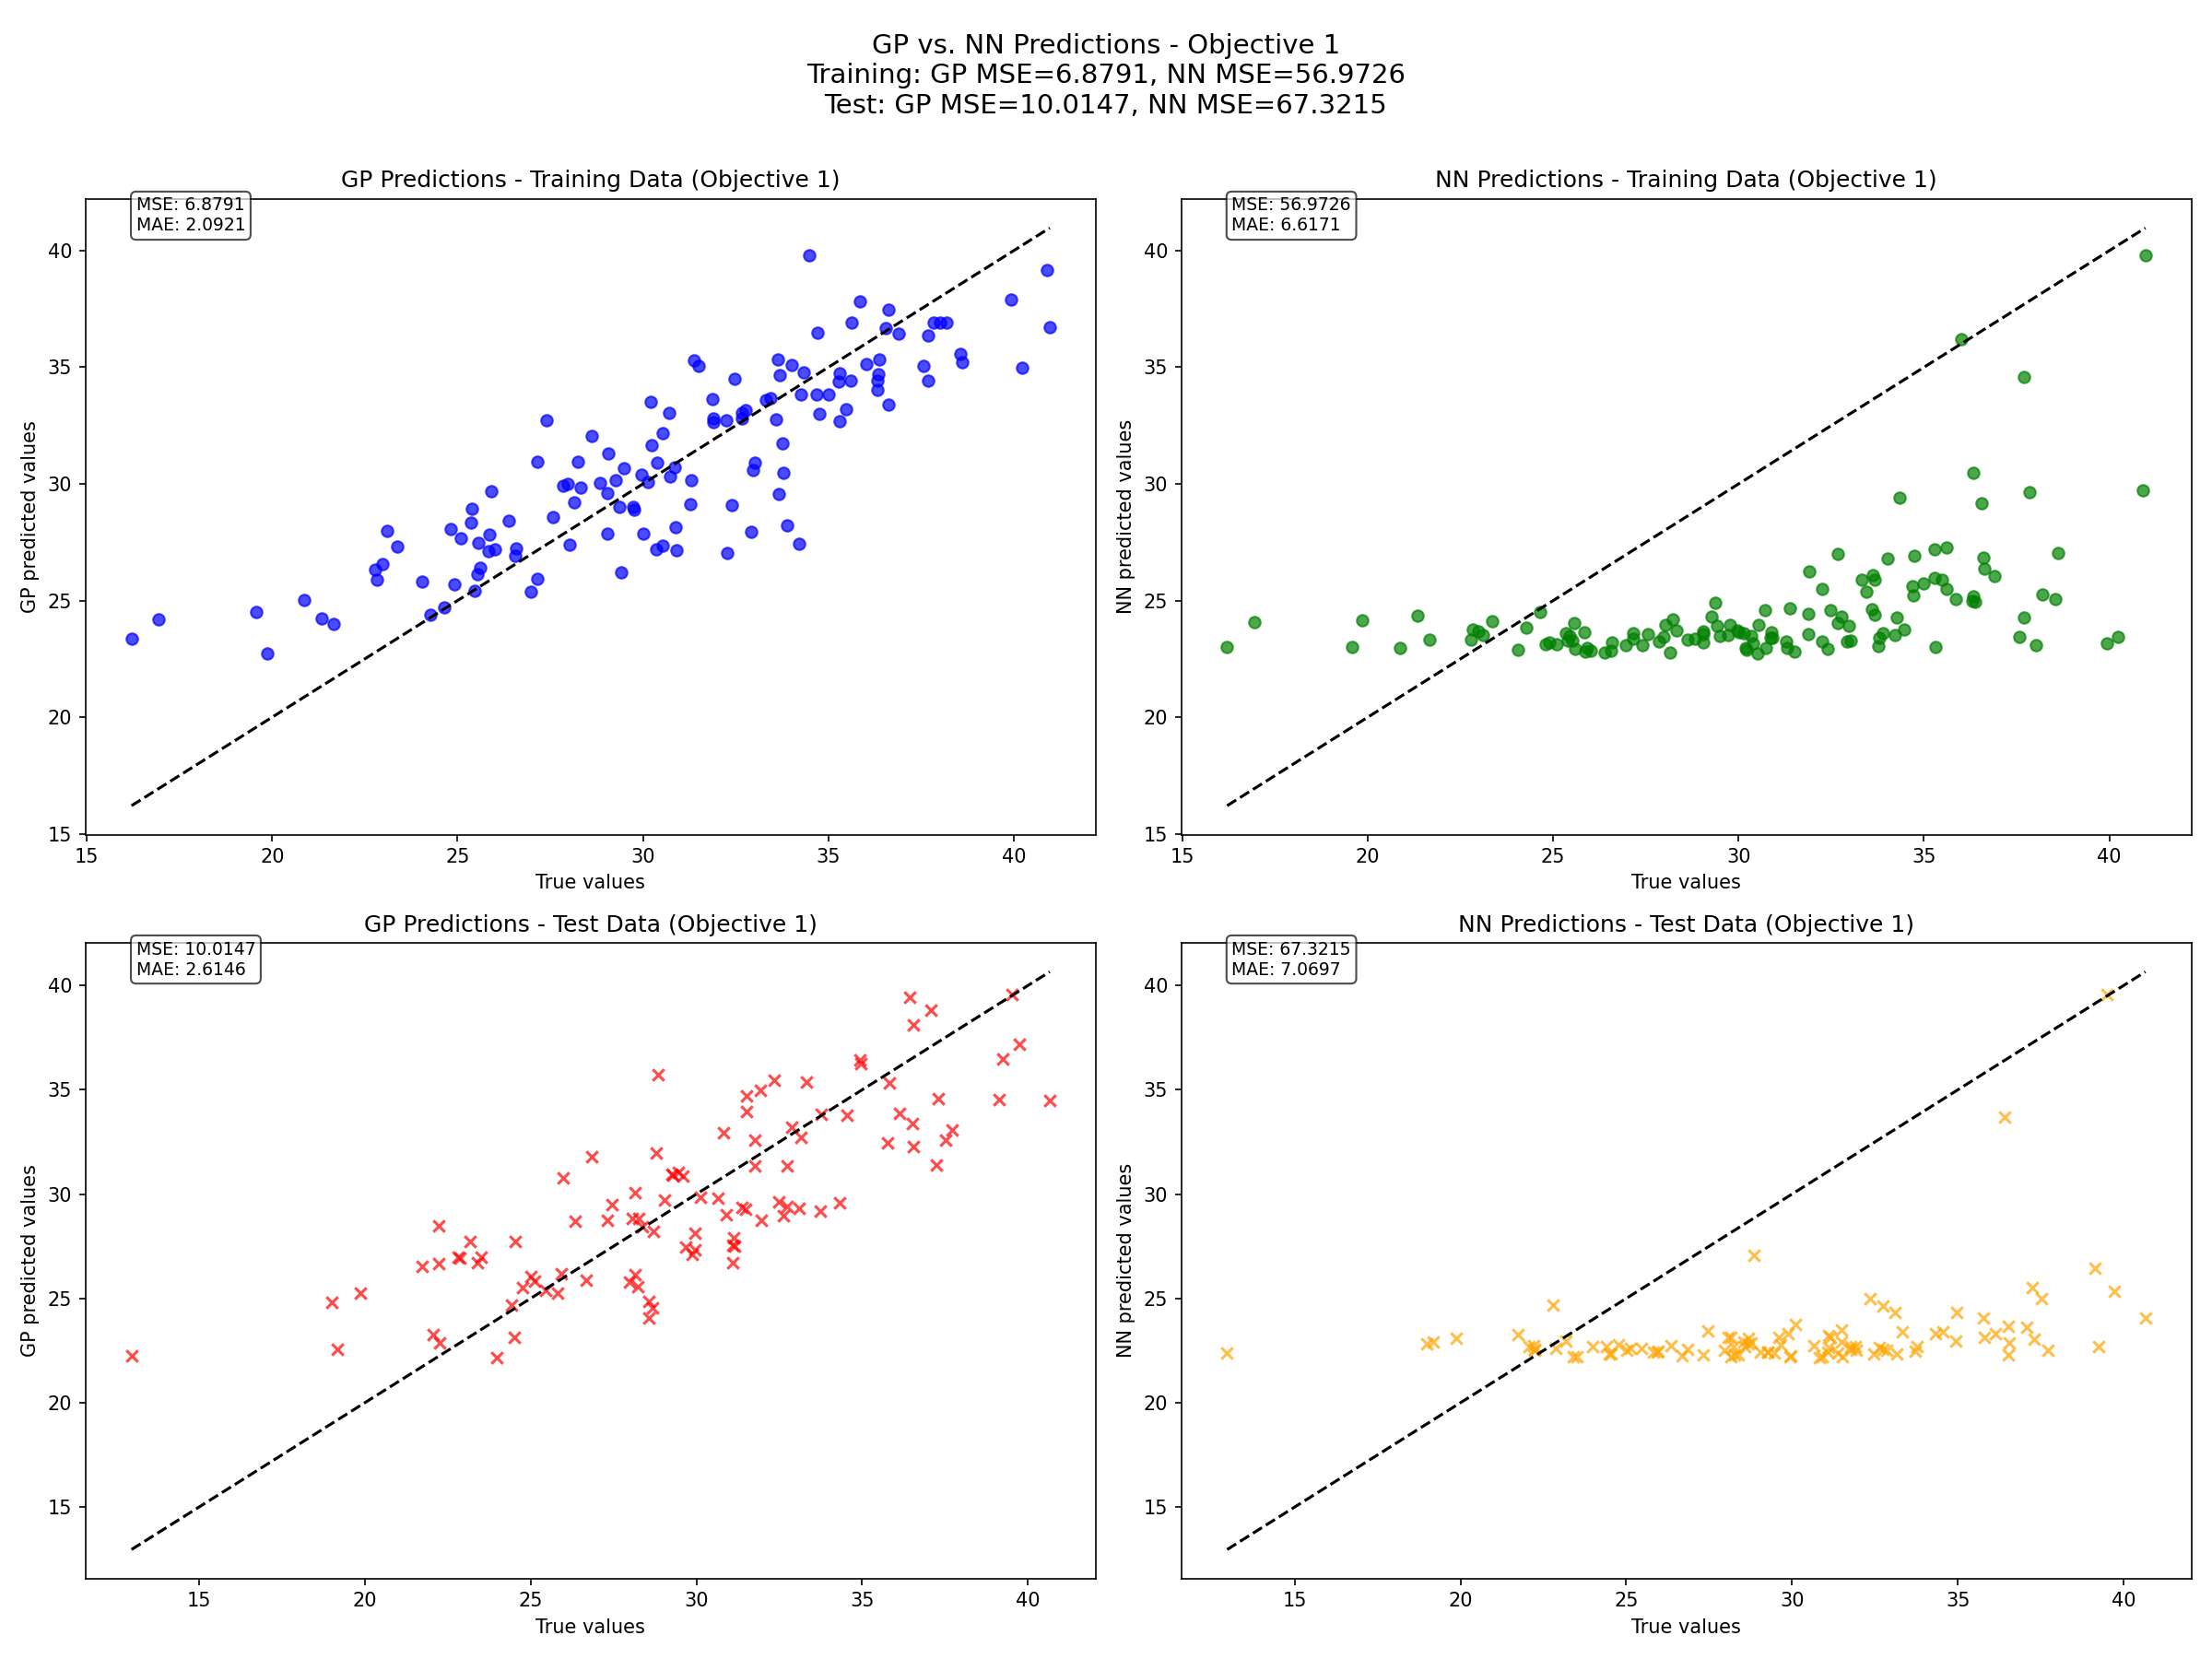 GP vs. NN Predictions - Objective 1
Training: GP MSE=6.8791, NN MSE=56.9726
Test: GP MSE=10.0147, NN MSE=67.3215
GP Predictions - Training Data (Objective 1)
MSE: 6.8791
MAE: 2.0921
GP predicted values
40
35
30
25
20
15
15 20 25 30 35 40
True values
NN Predictions - Training Data (Objective 1)
MSE: 56.9726
MAE: 6.6171
NN predicted values
40
35
30
25
20
15
15 20 25 30 35 40
True values
GP Predictions - Test Data (Objective 1)
MSE: 10.0147
MAE: 2.6146
GP predicted values
40
35
30
25
20
15
15 20 25 30 35 40
True values
NN Predictions - Test Data (Objective 1)
MSE: 67.3215
MAE: 7.0697
NN predicted values
40
35
30
25
20
15
15 20 25 30 35 40
True values